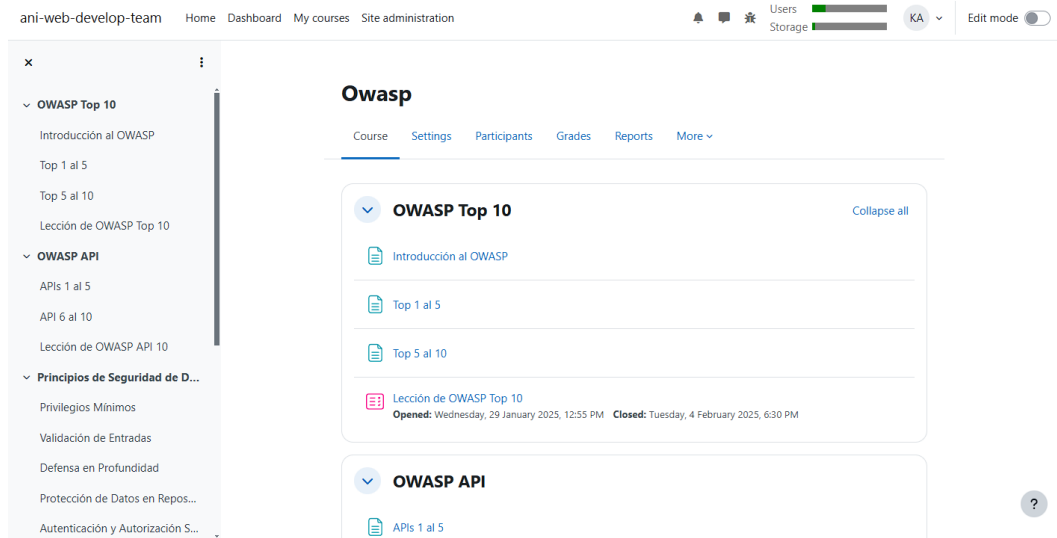 ani-web-develop-team Home Dashboard My courses Site administration Users Storage KA Edit mode
OWASP Top 10
Introducción al OWASP
Top 1 al 5
Top 5 al 10
Lección de OWASP Top 10
OWASP API
APIs 1 al 5
API 6 al 10
Lección de OWASP API 10
Principios de Seguridad de D...
Privilegios Mínimos
Validación de Entradas
Defensa en Profundidad
Protección de Datos en Repos...
Autenticación y Autorización S...
Owasp
Course Settings Participants Grades Reports More
OWASP Top 10 Collapse all
Introducción al OWASP
Top 1 al 5
Top 5 al 10
Lección de OWASP Top 10
Opened: Wednesday, 29 January 2025, 12:55 PM Closed: Tuesday, 4 February 2025, 6:30 PM
OWASP API
APIs 1 al 5
?